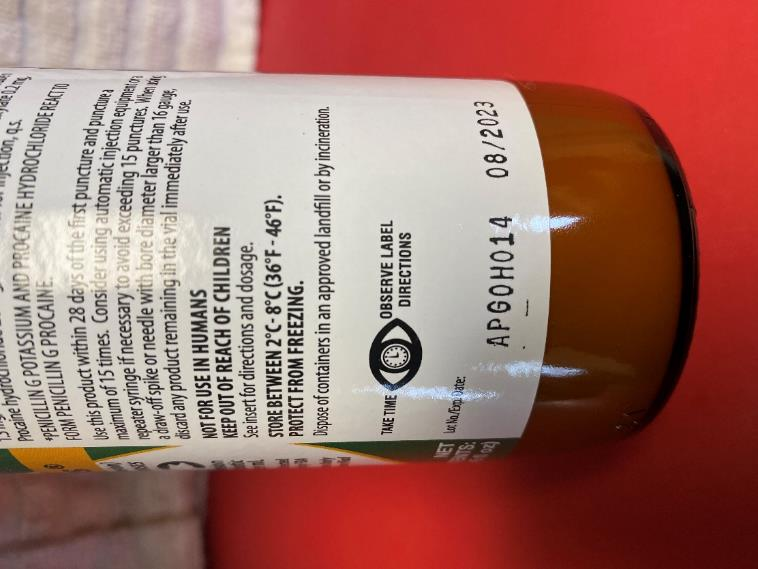 Procaine hydrochloride
injection, q.s.
*PENICILLIN G POTASSIUM AND PROCAINE HYDROCHLORIDE REACT TO
FORM PENICILLIN G PROCAINE.
Use this product within 28 days of the first puncture and puncture a
maximum of 15 times. Consider using automatic injection equipment or a
repeater syringe if necessary to avoid exceeding 15 punctures. When using
a draw-off spike or needle with bore diameter larger than 16 gauge,
discard any product remaining in the vial immediately after use.
NOT FOR USE IN HUMANS
KEEP OUT OF REACH OF CHILDREN
See insert for directions and dosage.
STORE BETWEEN 2°C-8°C (36°F - 46°F).
PROTECT FROM FREEZING.
Dispose of containers in an approved landfill or by incineration.
TAKE TIME OBSERVE LABEL
DIRECTIONS
Lot No/Exp. Date:
APGOH014 08/2023
NET